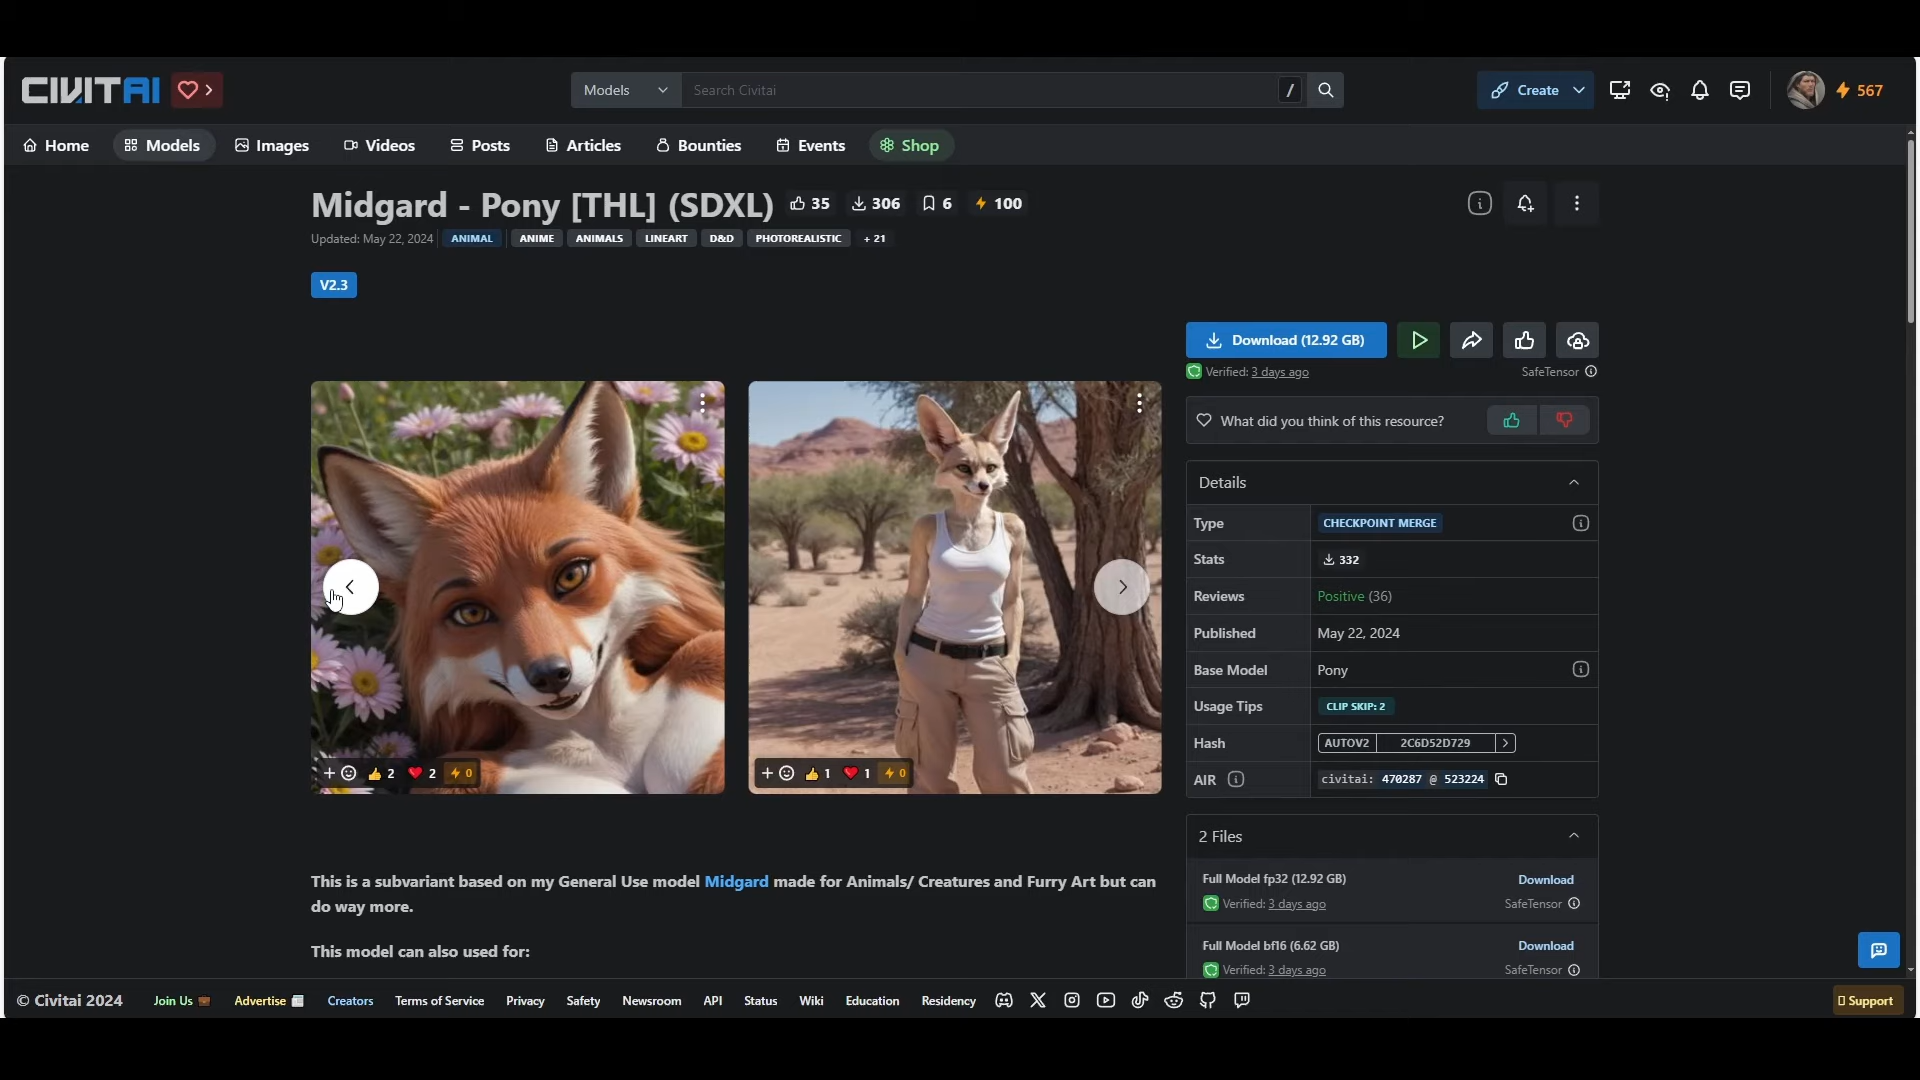 CIVITAI
Models
Search Civitai
/
Create
567
Home
Models
Images
Videos
Posts
Articles
Bounties
Events
Shop
Midgard - Pony [THL] (SDXL)
35
306
6
100
Updated: May 22, 2024
ANIMAL
ANIME
ANIMALS
LINEART
D&D
PHOTOREALISTIC
+ 21
V2.3
Download (12.92 GB)
Verified: 3 days ago
SafeTensor
What did you think of this resource?
Details
Type
CHECKPOINT MERGE
Stats
332
Reviews
Positive (36)
Published
May 22, 2024
Base Model
Pony
Usage Tips
CLIP SKIP: 2
Hash
AUTOV2
2C6D52D729
AIR
civitai: 470287 @ 523224
2 2 0
1 1 0
2 Files
Full Model fp32 (12.92 GB)
Download
Verified: 3 days ago
SafeTensor
Full Model bf16 (6.62 GB)
Download
Verified: 3 days ago
SafeTensor
This is a subvariant based on my General Use model Midgard made for Animals/ Creatures and Furry Art but can
do way more.
This model can also used for:
© Civitai 2024
Join Us
Advertise
Creators
Terms of Service
Privacy
Safety
Newsroom
API
Status
Wiki
Education
Residency
Support